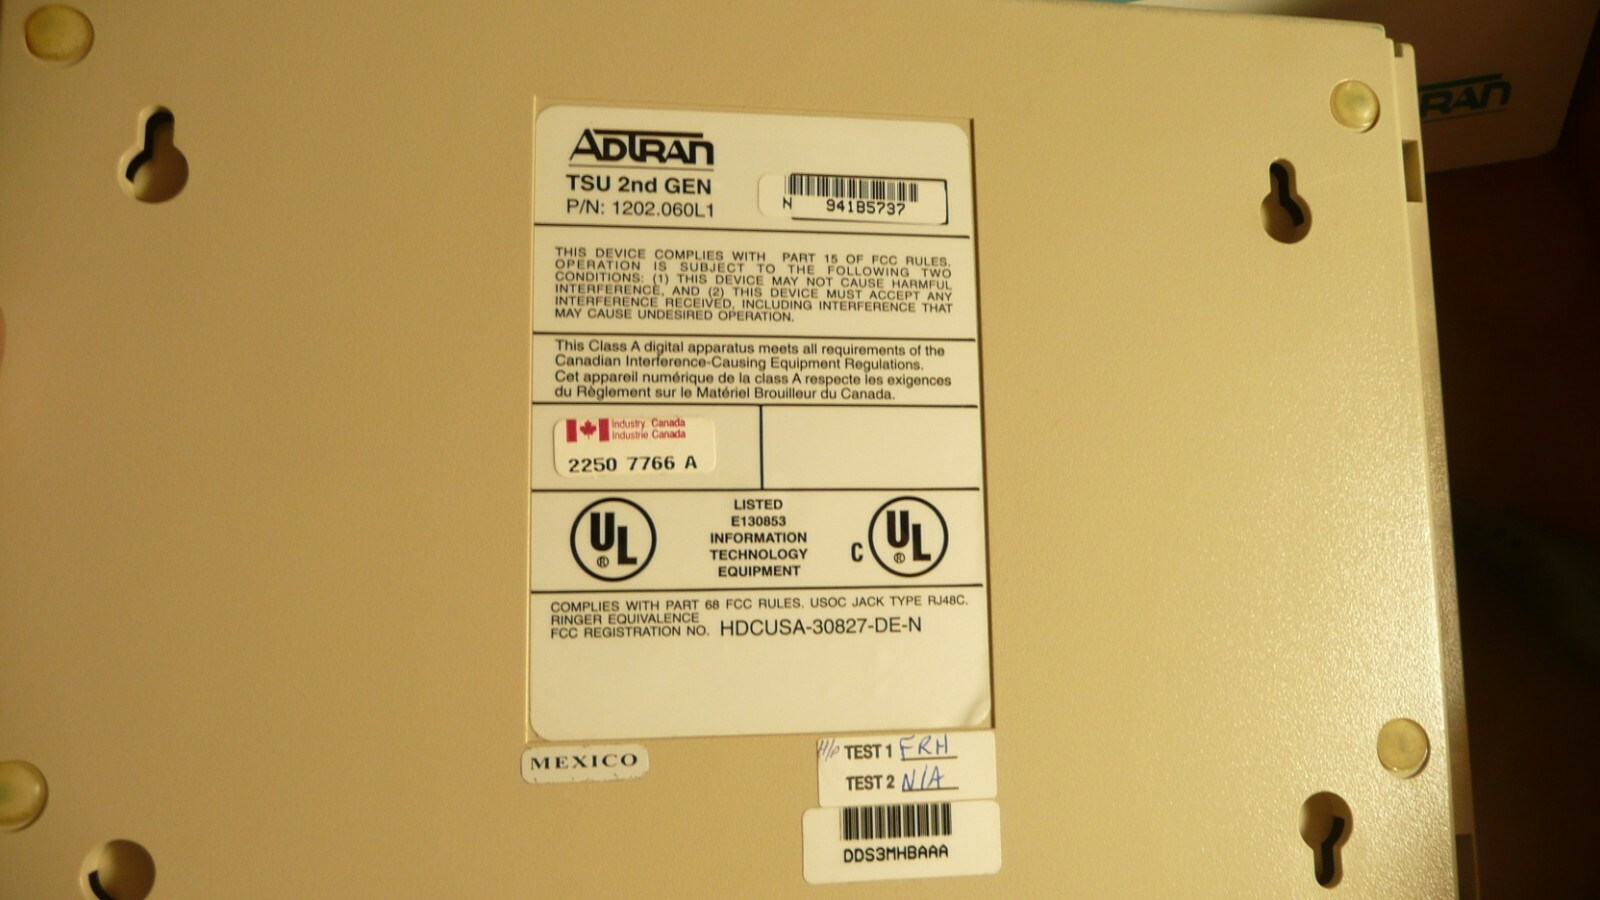 RAN
ADTRAN
TSU 2nd GEN
P/N: 1202.060L1
N 941B5737
THIS DEVICE COMPLIES WITH PART 15 OF FCC RULES.
OPERATION IS SUBJECT TO THE FOLLOWING TWO
CONDITIONS: (1) THIS DEVICE MAY NOT CAUSE HARMFUL
INTERFERENCE, AND (2) THIS DEVICE MUST ACCEPT ANY
INTERFERENCE RECEIVED, INCLUDING INTERFERENCE THAT
MAY CAUSE UNDESIRED OPERATION.
This Class A digital apparatus meets all requirements of the
Canadian Interference-Causing Equipment Regulations.
Cet appareil numérique de la class A respecte les exigences
du Règlement sur le Matériel Brouilleur du Canada.
Industry Canada
Industrie Canada
2250 7766 A
UL ®
LISTED
E130853
INFORMATION
TECHNOLOGY
EQUIPMENT
C UL ®
COMPLIES WITH PART 68 FCC RULES. USOC JACK TYPE RJ48C.
RINGER EQUIVALENCE
FCC REGISTRATION NO. HDCUSA-30827-DE-N
MEXICO
H/P TEST 1 FRH
TEST 2 N/A
DDS3MHBAAA